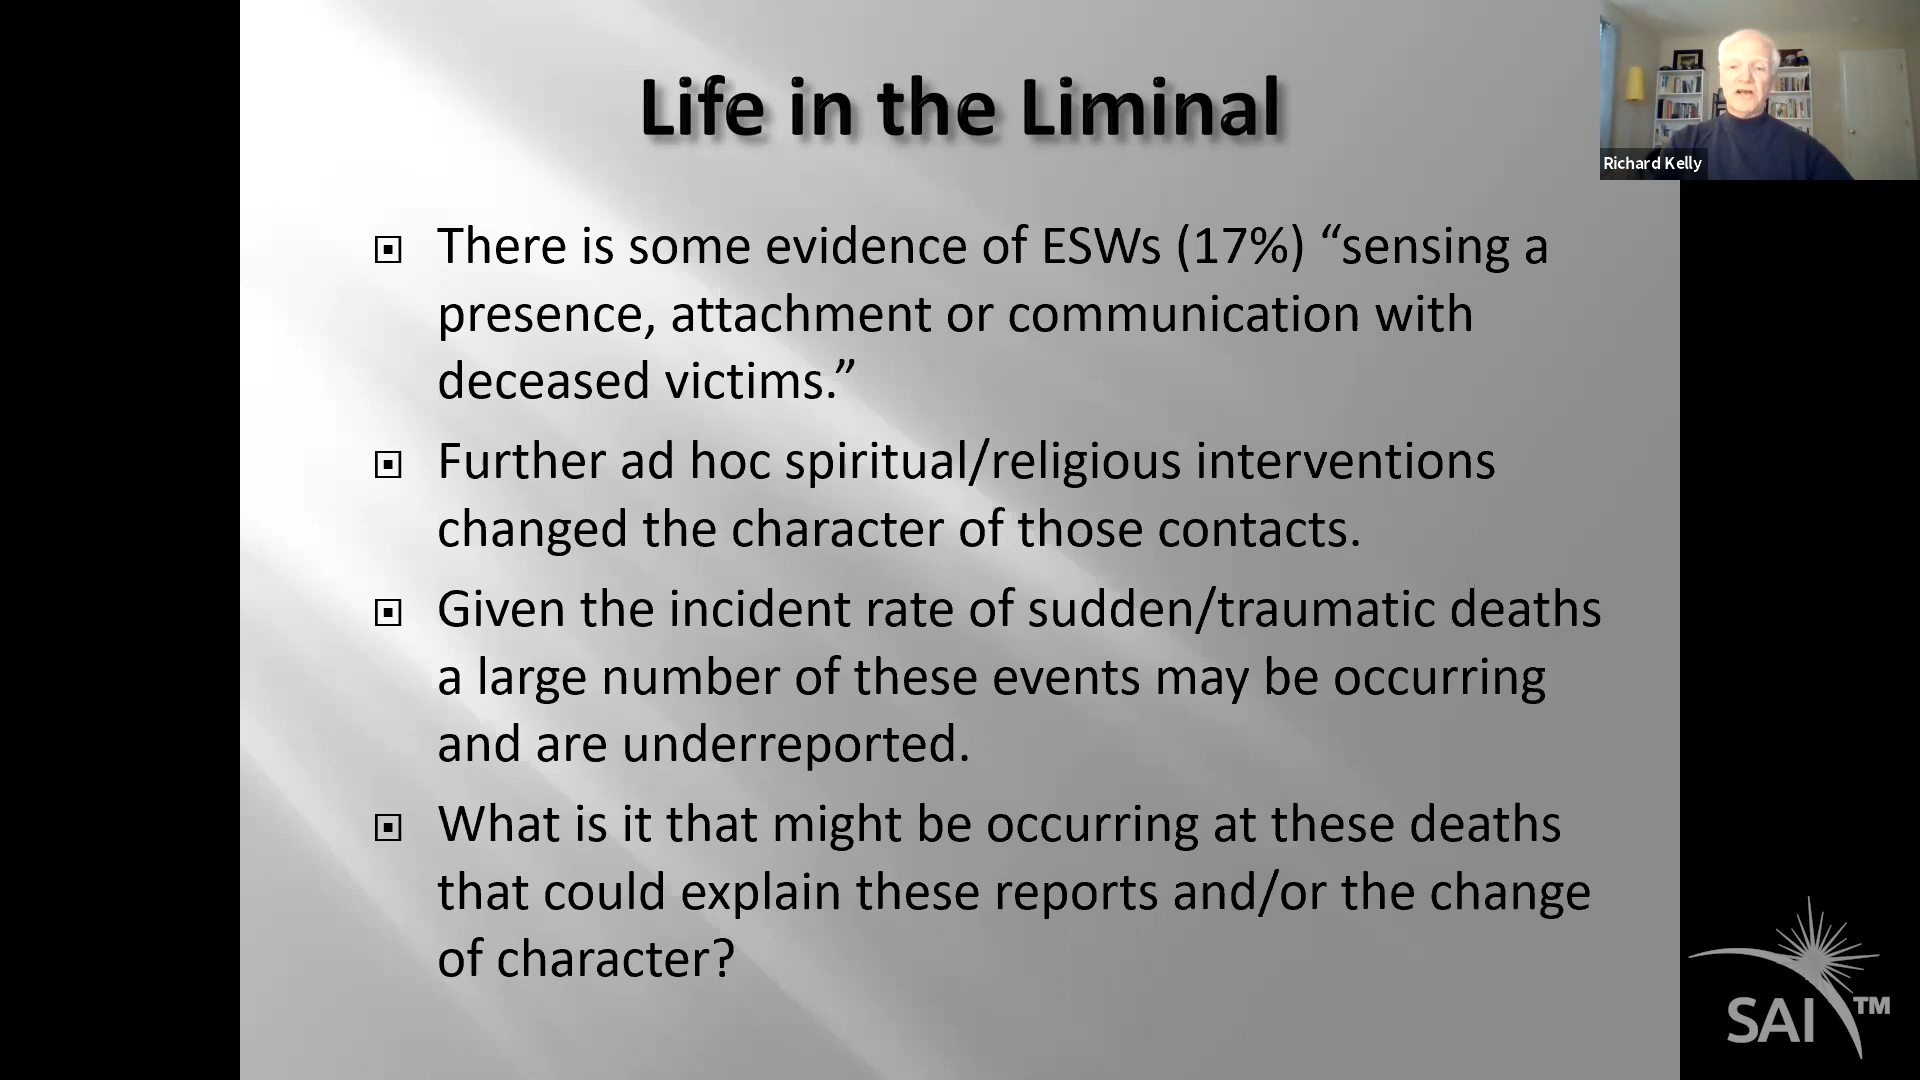 Life in the Liminal
Richard Kelly
There is some evidence of ESWs (17%) “sensing a
presence, attachment or communication with
deceased victims.”
Further ad hoc spiritual/religious interventions
changed the character of those contacts.
Given the incident rate of sudden/traumatic deaths
a large number of these events may be occurring
and are underreported.
What is it that might be occurring at these deaths
that could explain these reports and/or the change
of character?
SAI™